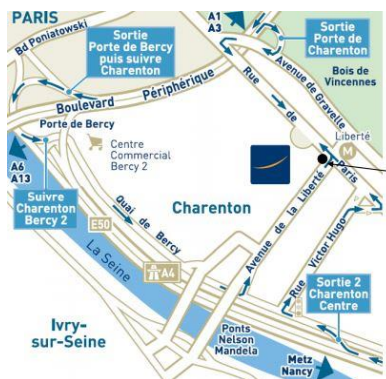 PARIS
Bd Poniatowski
Sortie
Porte de Bercy
puis suivre
Charenton
A1
A3
Sortie
Porte de
Charenton
Rue de Paris
Avenue de Gravelle
Bois de
Vincennes
Boulevard Périphérique
Porte de Bercy
Centre
Commercial
Bercy 2
Liberté
M
A6
A13
Suivre
Charenton
Bercy 2
Quai de Bercy
E50
Charenton
Avenue de la Liberté
Rue Victor Hugo
La Seine
A4
Ivry-
sur-Seine
Ponts
Nelson
Mandela
Sortie 2
Charenton
Centre
Metz
Nancy